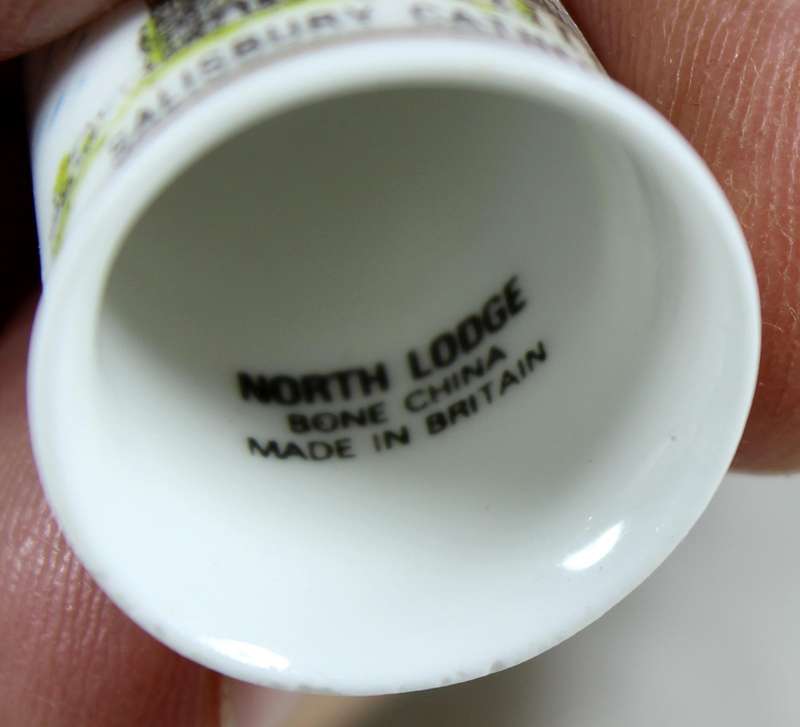 SALISBURY CATH
NORTH LODGE
BONE CHINA
MADE IN BRITAIN